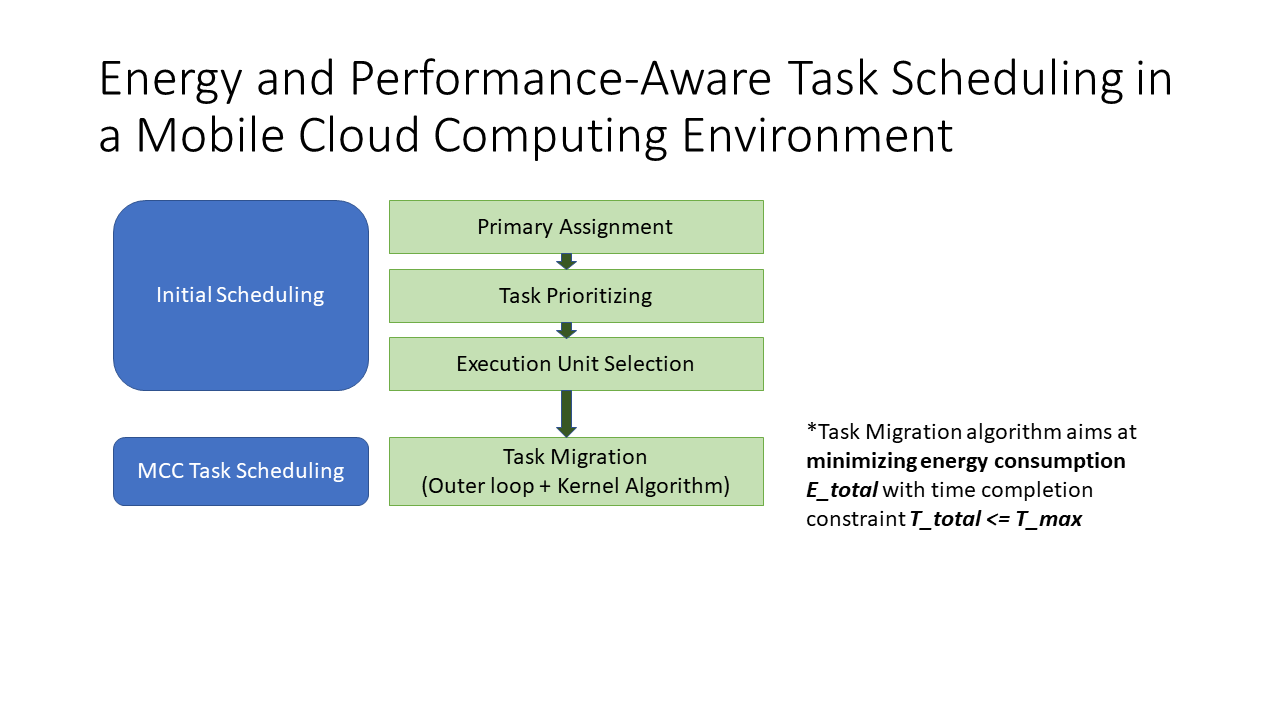 Energy and Performance-Aware Task Scheduling in
a Mobile Cloud Computing Environment
Initial Scheduling
Primary Assignment
Task Prioritizing
Execution Unit Selection
MCC Task Scheduling
Task Migration
(Outer loop + Kernel Algorithm)
*Task Migration algorithm aims at
minimizing energy consumption
E_total with time completion
constraint T_total <= T_max